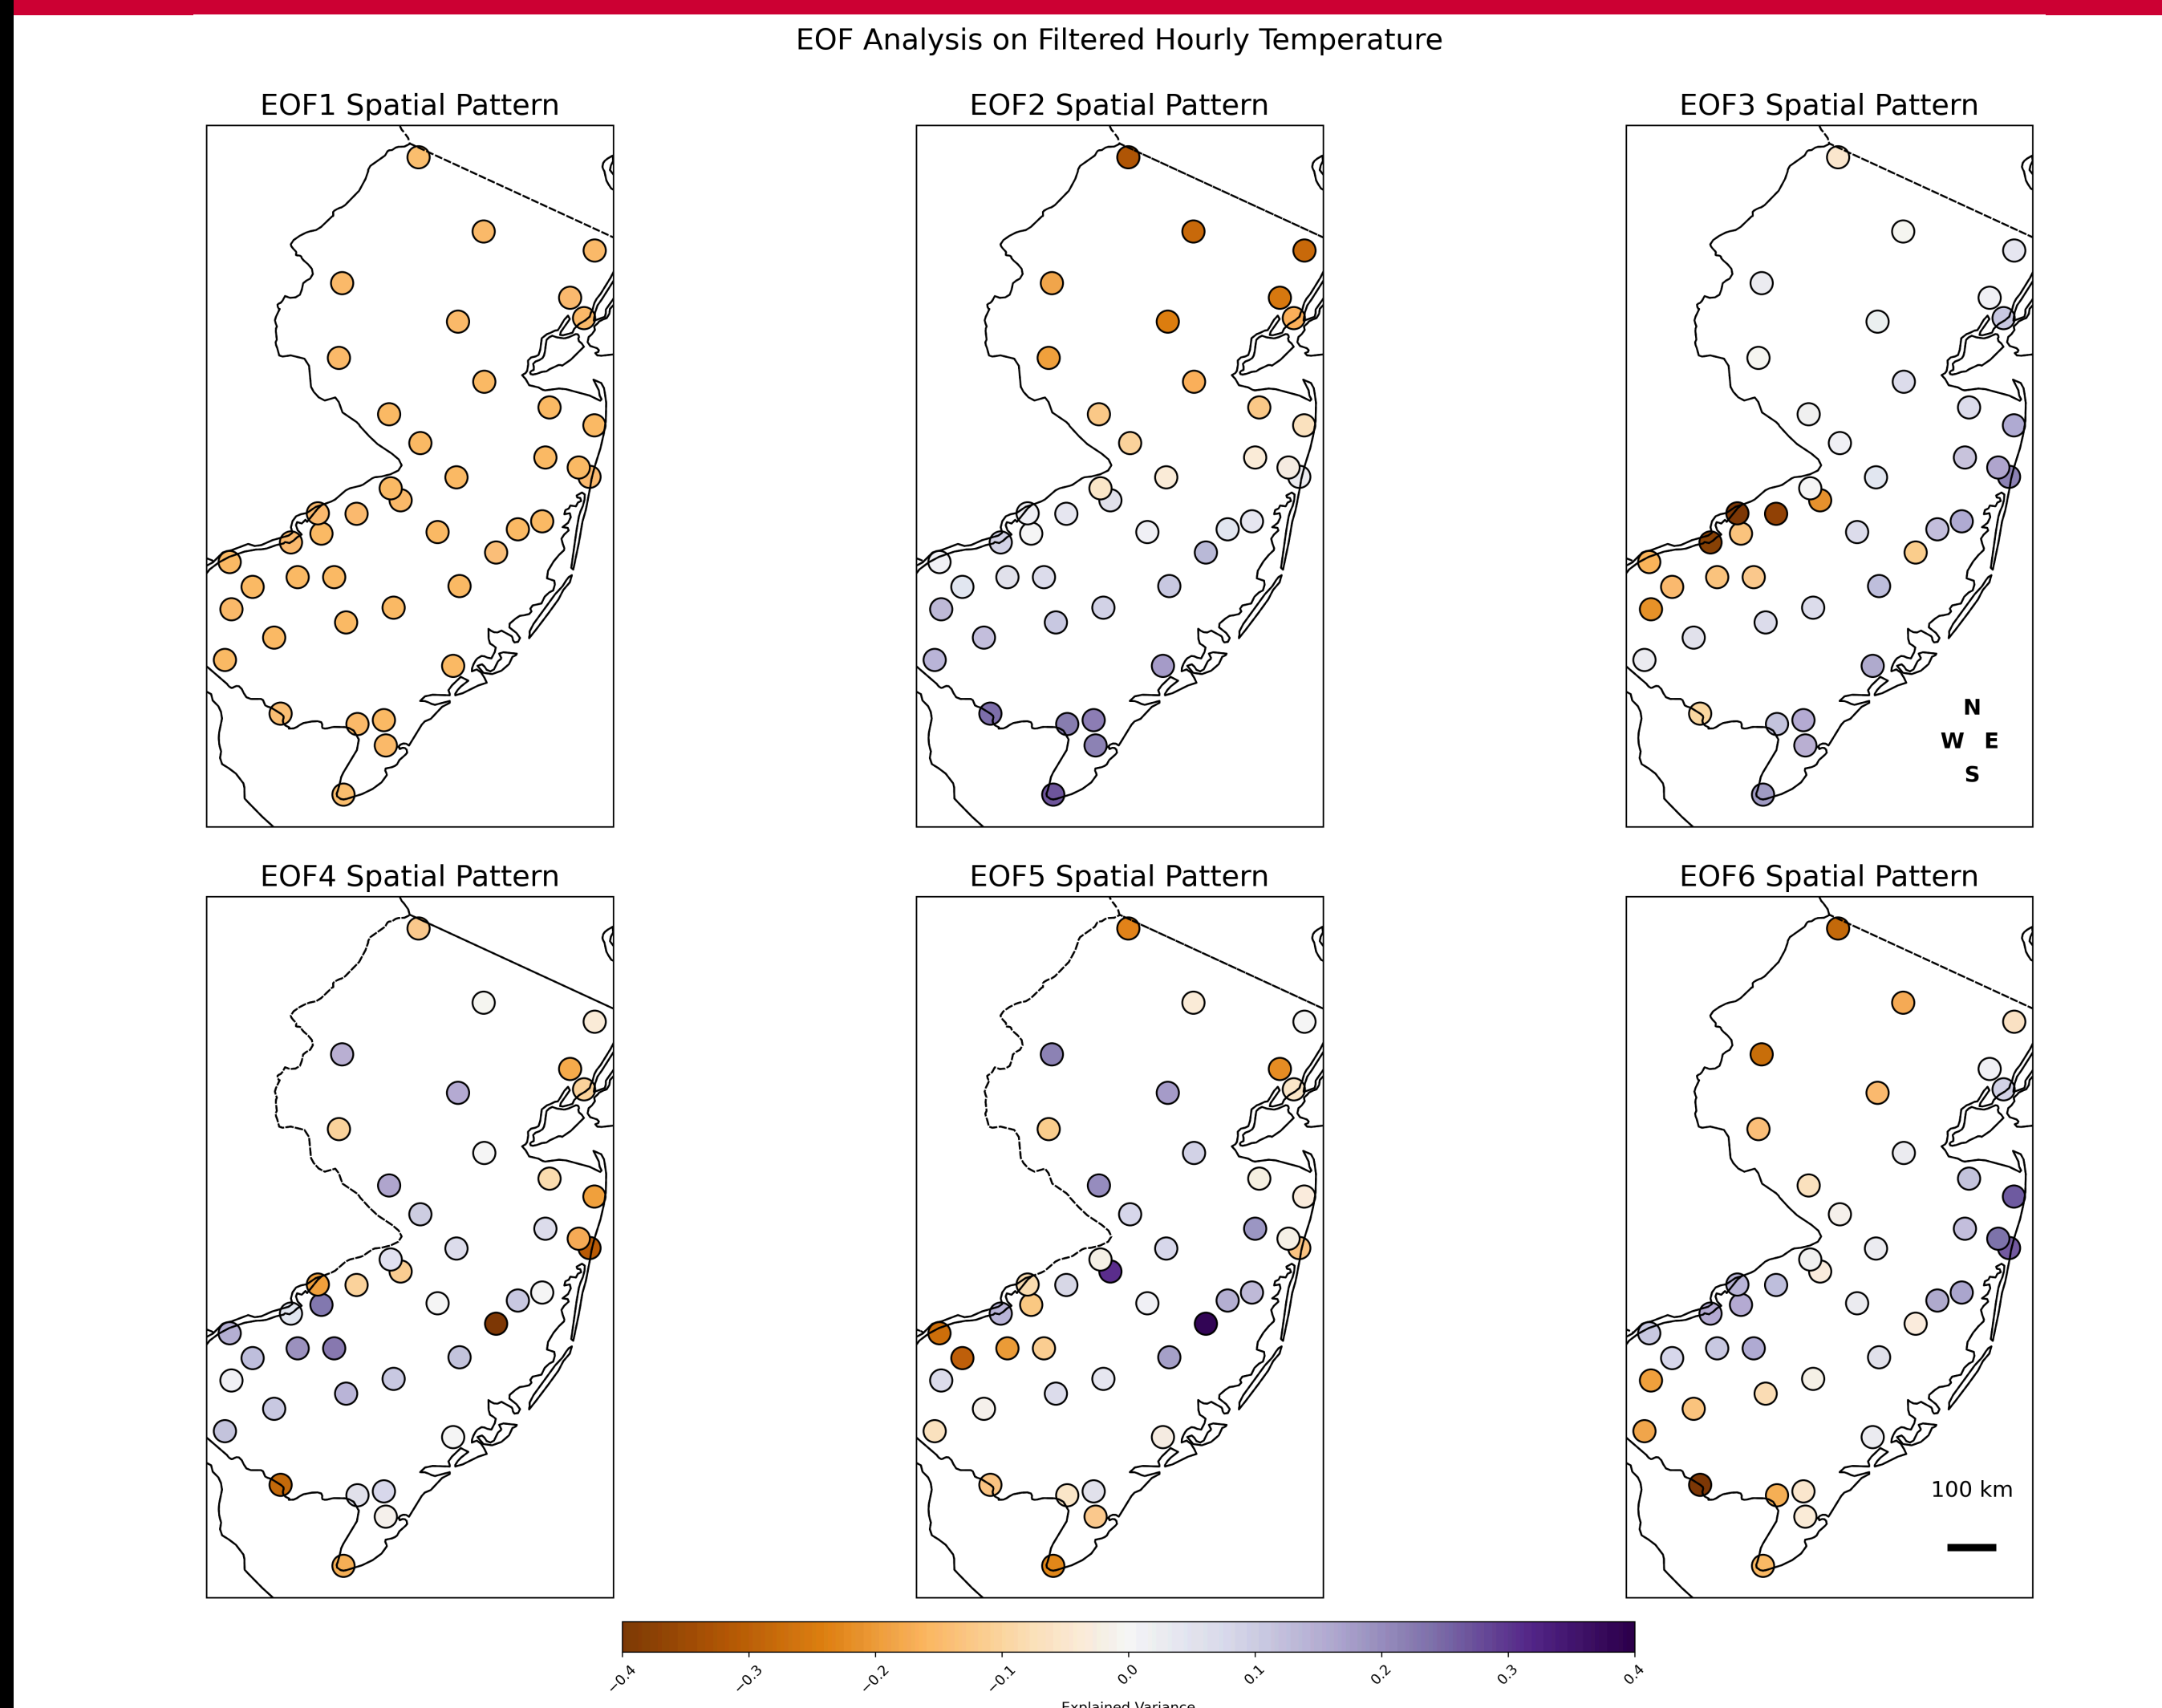 EOF Analysis on Filtered Hourly Temperature
EOF1 Spatial Pattern
EOF2 Spatial Pattern
EOF3 Spatial Pattern
N
W E
S
EOF4 Spatial Pattern
EOF5 Spatial Pattern
EOF6 Spatial Pattern
100 km
−0.4
−0.3
−0.2
−0.1
0.0
0.1
0.2
0.3
0.4
Explained Variance